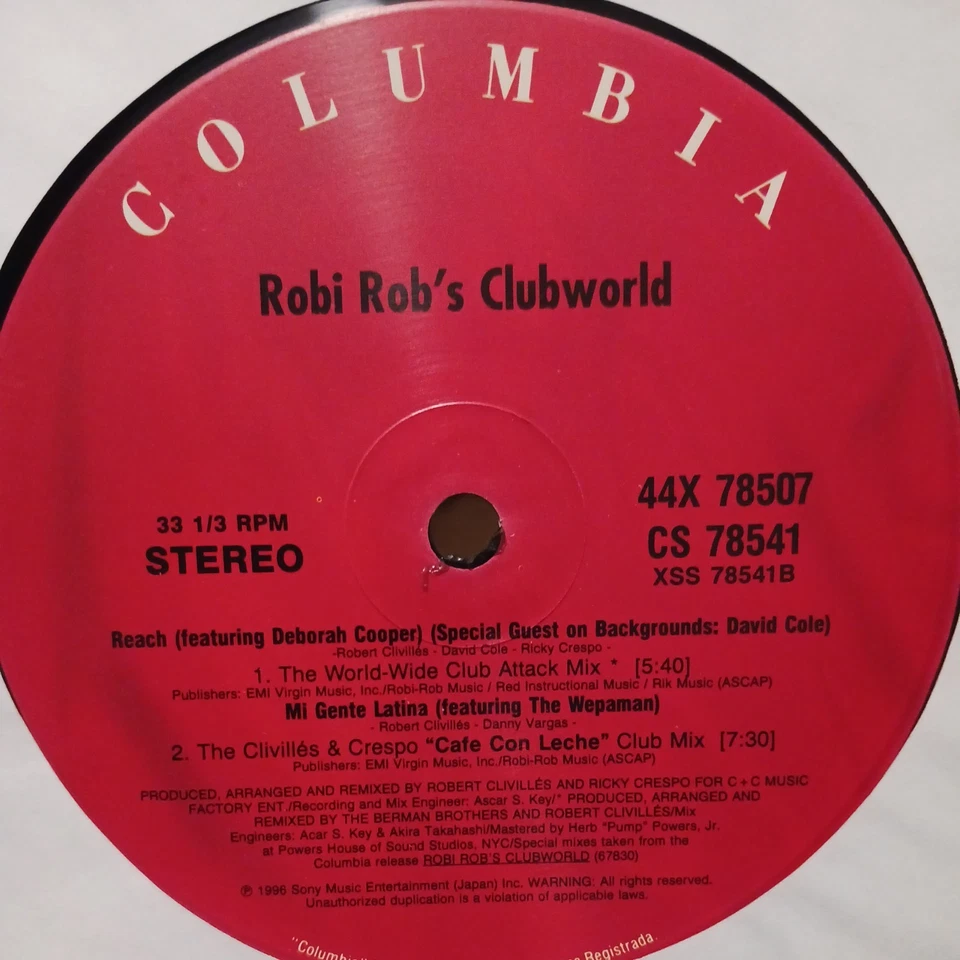 COLUMBIA
Robi Rob's Clubworld
33 1/3 RPM
STEREO
44X 78507
CS 78541
XSS 78541B
Reach (featuring Deborah Cooper) (Special Guest on Backgrounds: David Cole)
-Robert Clivillés - David Cole - Ricky Crespo -
1. The World-Wide Club Attack Mix * [5:40]
Publishers: EMI Virgin Music, Inc./Robi-Rob Music / Red Instructional Music / Rik Music (ASCAP)
Mi Gente Latina (featuring The Wepaman)
- Robert Clivillés - Danny Vargas -
2. The Clivillés & Crespo "Cafe Con Leche" Club Mix [7:30]
Publishers: EMI Virgin Music, Inc./Robi-Rob Music (ASCAP)
PRODUCED, ARRANGED AND REMIXED BY ROBERT CLIVILLÉS AND RICKY CRESPO FOR C+C MUSIC
FACTORY ENT./Recording and Mix Engineer: Ascar S. Key/* PRODUCED, ARRANGED AND
REMIXED BY THE BERMAN BROTHERS AND ROBERT CLIVILLÉS/Mix
Engineers: Acar S. Key & Akira Takahashi/Mastered by Herb "Pump" Powers, Jr.
at Powers House of Sound Studios, NYC/Special mixes taken from the
Columbia release ROBI ROB'S CLUBWORLD (67830)
℗ 1996 Sony Music Entertainment (Japan) Inc. WARNING: All rights reserved.
Unauthorized duplication is a violation of applicable laws.
"Columbia
Registrada.